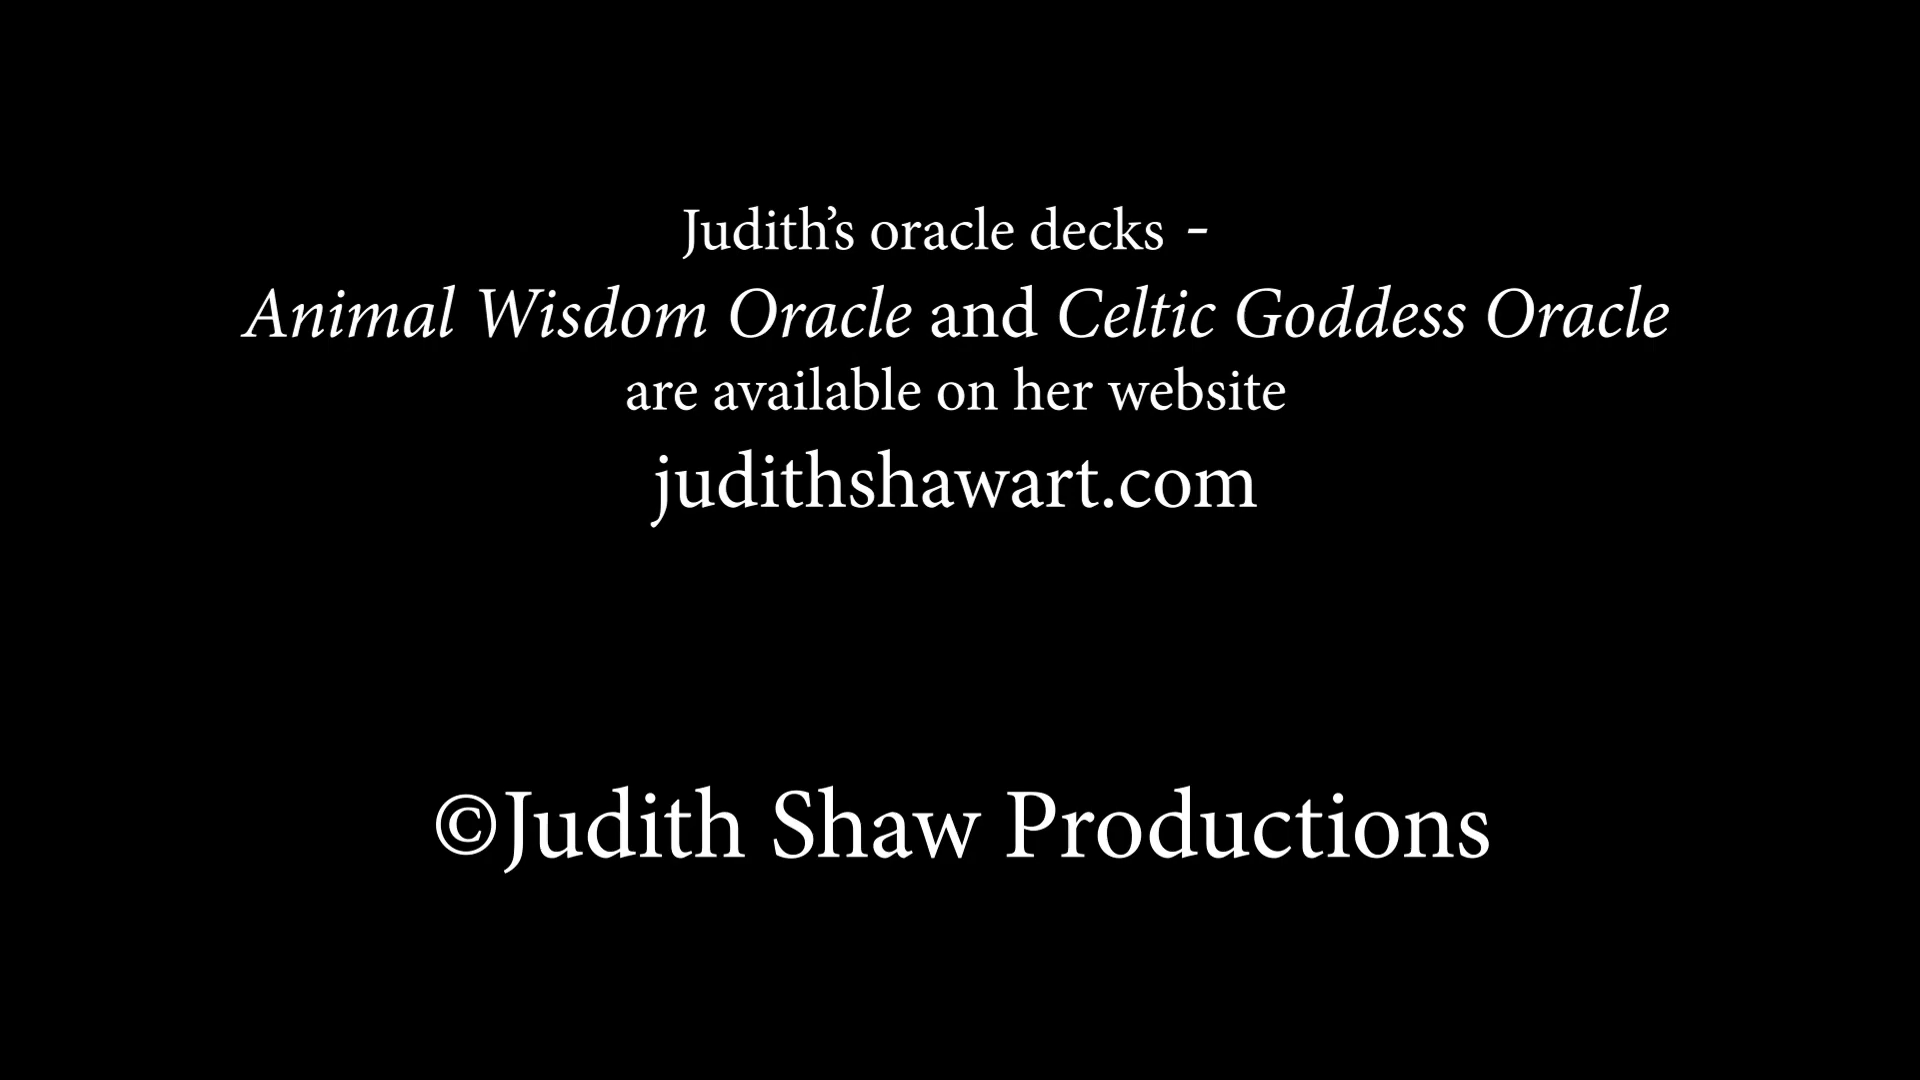 Judith’s oracle decks -
Animal Wisdom Oracle and Celtic Goddess Oracle
are available on her website
judithshawart.com
©Judith Shaw Productions